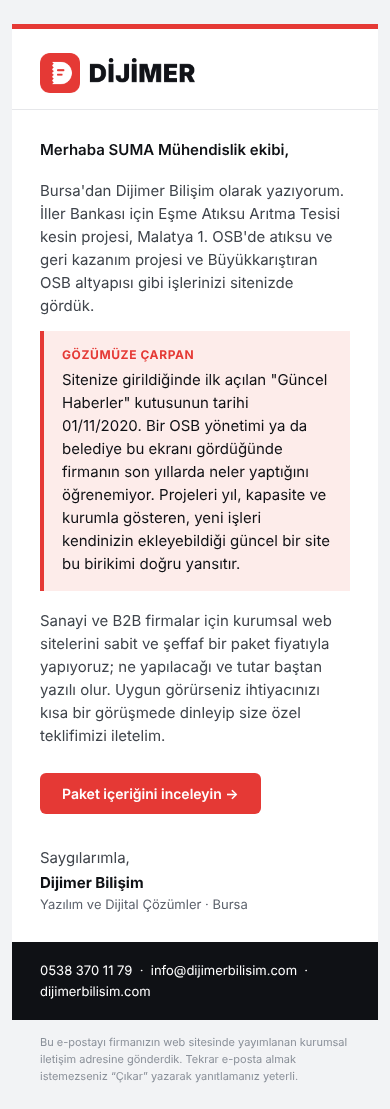 DİJİMER
Merhaba SUMA Mühendislik ekibi,
Bursa'dan Dijimer Bilişim olarak yazıyorum.
İller Bankası için Eşme Atıksu Arıtma Tesisi
kesin projesi, Malatya 1. OSB'de atıksu ve
geri kazanım projesi ve Büyükkarıştıran
OSB altyapısı gibi işlerinizi sitenizde
gördük.
GÖZÜMÜZE ÇARPAN
Sitenize girildiğinde ilk açılan "Güncel
Haberler" kutusunun tarihi
01/11/2020. Bir OSB yönetimi ya da
belediye bu ekranı gördüğünde
firmanın son yıllarda neler yaptığını
öğrenemiyor. Projeleri yıl, kapasite ve
kurumla gösteren, yeni işleri
kendinizin ekleyebildiği güncel bir site
bu birikimi doğru yansıtır.
Sanayi ve B2B firmalar için kurumsal web
sitelerini sabit ve şeffaf bir paket fiyatıyla
yapıyoruz; ne yapılacağı ve tutar baştan
yazılı olur. Uygun görürseniz ihtiyacınızı
kısa bir görüşmede dinleyip size özel
teklifimizi iletelim.
Paket içeriğini inceleyin →
Saygılarımla,
Dijimer Bilişim
Yazılım ve Dijital Çözümler · Bursa
0538 370 11 79 · info@dijimerbilisim.com ·
dijimerbilisim.com
Bu e-postayı firmanızın web sitesinde yayımlanan kurumsal
iletişim adresine gönderdik. Tekrar e-posta almak
istemezseniz “Çıkar” yazarak yanıtlamanız yeterli.